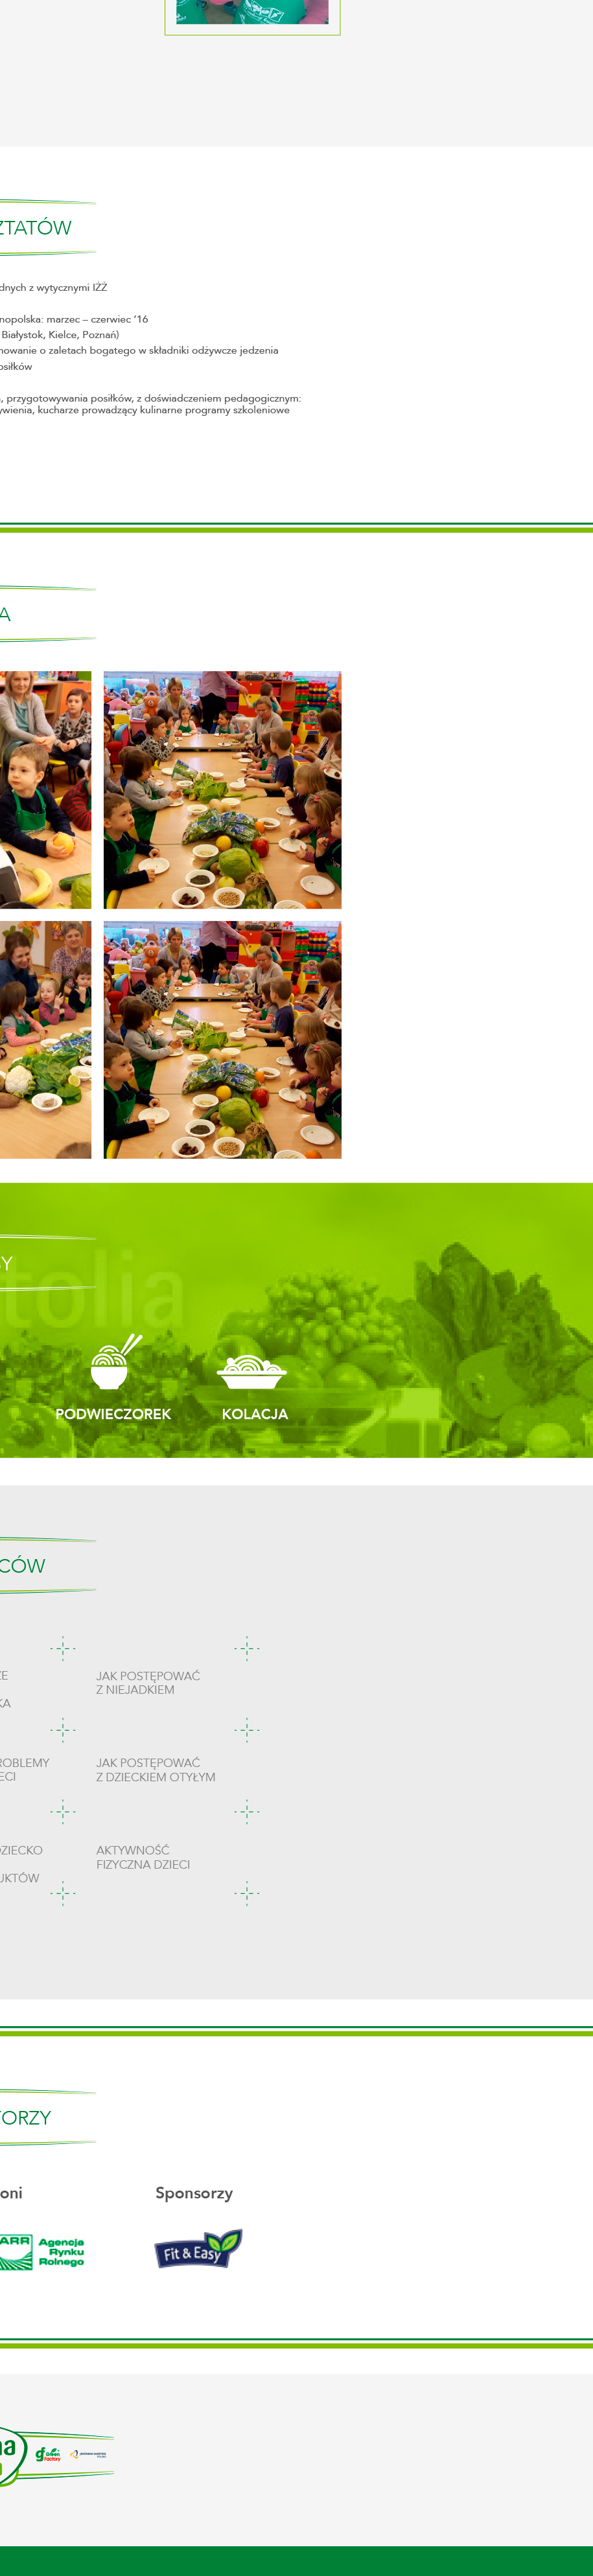 ZTATÓW
dnych z wytycznymi IŻŻ
nopolska: marzec – czerwiec ’16
Białystok, Kielce, Poznań)
nowanie o zaletach bogatego w składniki odżywcze jedzenia
osiłków
, przygotowywania posiłków, z doświadczeniem pedagogicznym:
ywienia, kucharze prowadzący kulinarne programy szkoleniowe
A
Y
tolia
PODWIECZOREK
KOLACJA
CÓW
ZE
KA
JAK POSTĘPOWAĆ
Z NIEJADKIEM
ROBLEMY
ECI
JAK POSTĘPOWAĆ
Z DZIECKIEM OTYŁYM
DZIECKO
UKTÓW
AKTYWNOŚĆ
FIZYCZNA DZIECI
TORZY
oni
Sponsorzy
ARR
Agencja
Rynku
Rolnego
Fit & Easy
na
Green
Factory